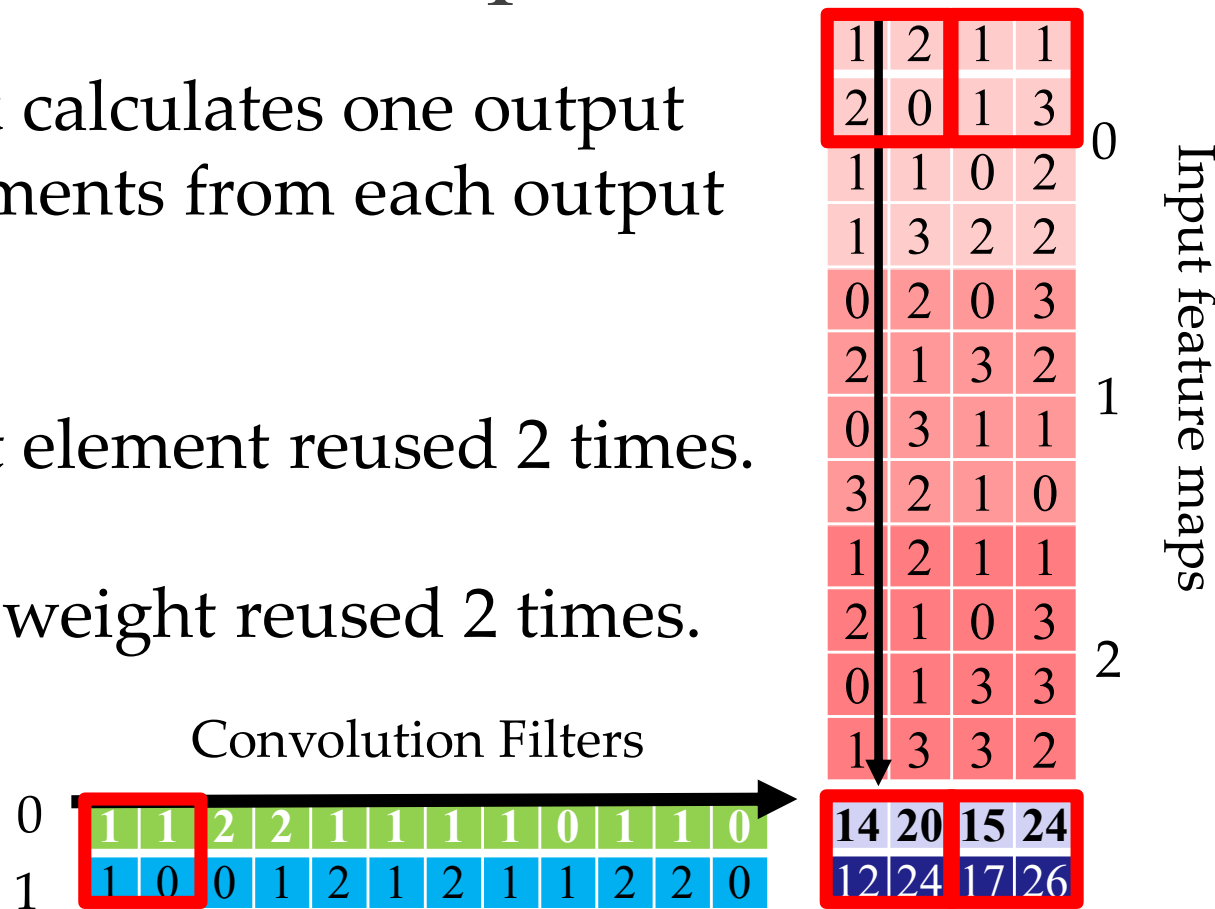 calculates one output
ments from each output
element reused 2 times.
weight reused 2 times.
1 2 1 1
2 0 1 3
1 1 0 2
1 3 2 2
0 2 0 3
2 1 3 2
0 3 1 1
3 2 1 0
1 2 1 1
2 1 0 3
0 1 3 3
1 3 3 2
0
1
2
Input feature maps
Convolution Filters
0 1 1 2 2 1 1 1 1 0 1 1 0 14 20 15 24
1 1 0 0 1 2 1 2 1 1 2 2 0 12 24 17 26